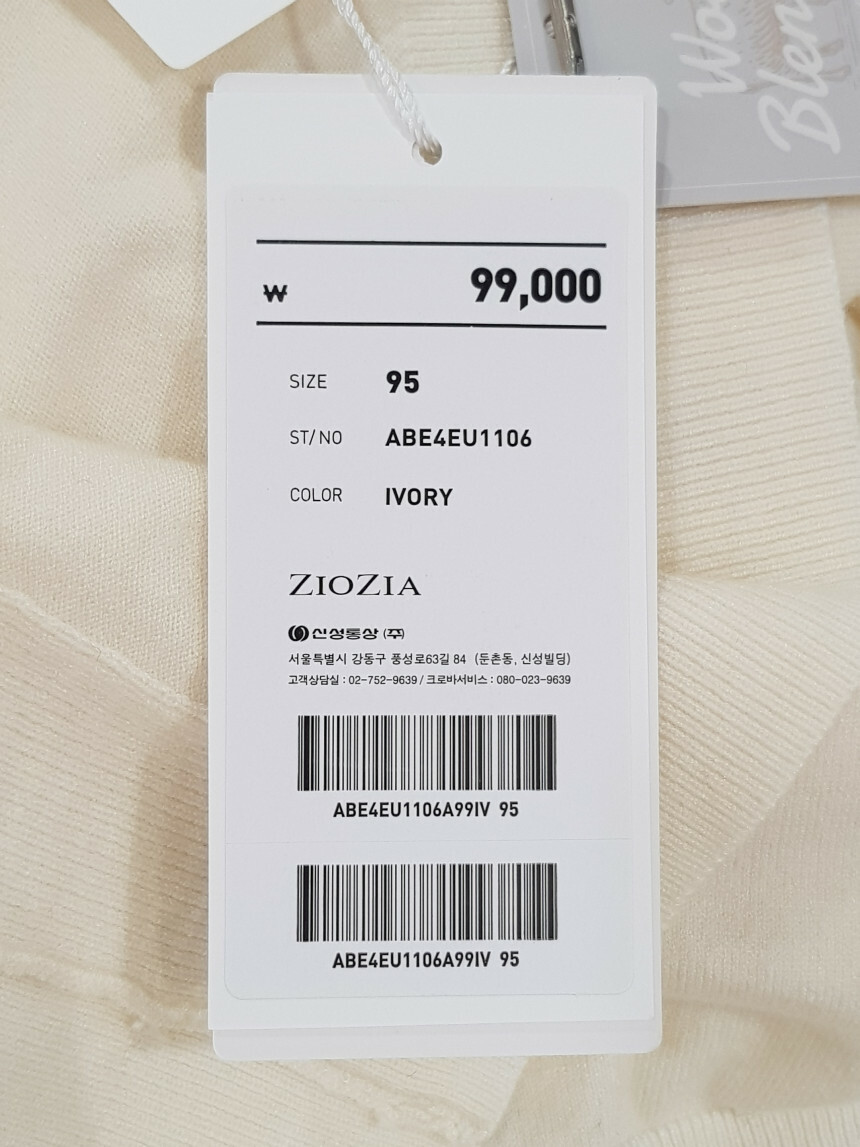 ₩ 99,000
SIZE 95
ST/NO ABE4EU1106
COLOR IVORY
ZIOZIA
신성통상 (주)
서울특별시 강동구 풍성로63길 84 (둔촌동, 신성빌딩)
고객상담실 : 02-752-9639 / 크로바서비스 : 080-023-9639
ABE4EU1106A99IV 95
ABE4EU1106A99IV 95